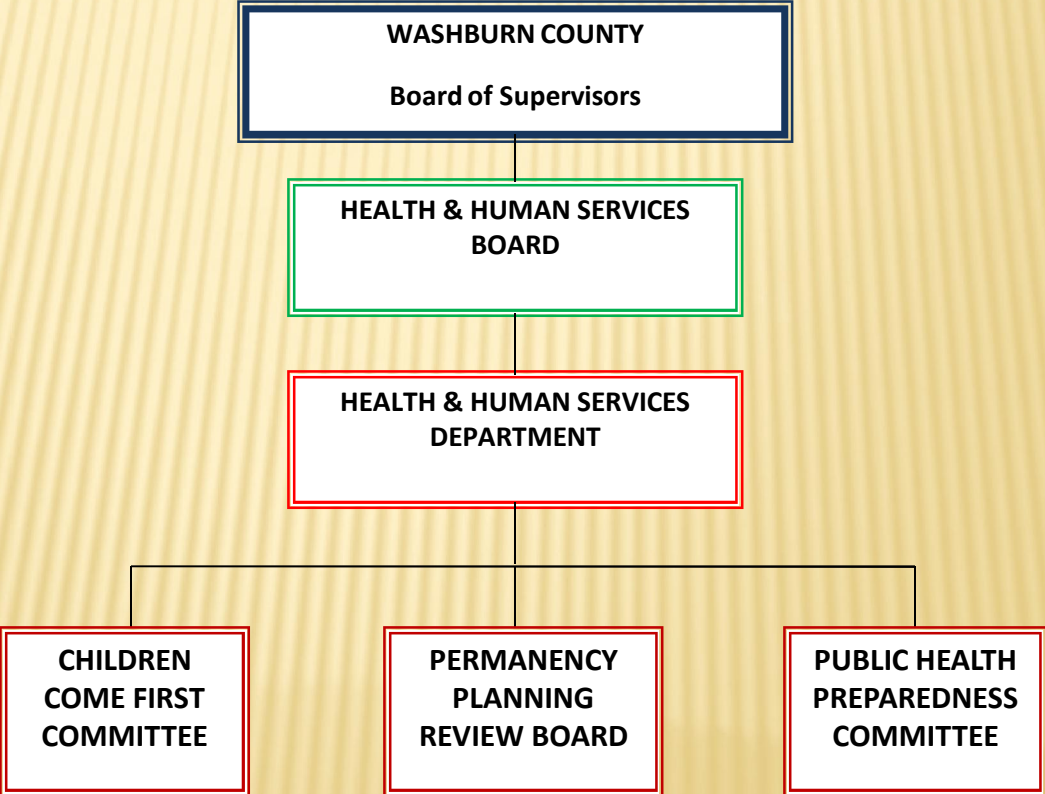 WASHBURN COUNTY
Board of Supervisors
HEALTH & HUMAN SERVICES
BOARD
HEALTH & HUMAN SERVICES
DEPARTMENT
CHILDREN
COME FIRST
COMMITTEE
PERMANENCY
PLANNING
REVIEW BOARD
PUBLIC HEALTH
PREPAREDNESS
COMMITTEE